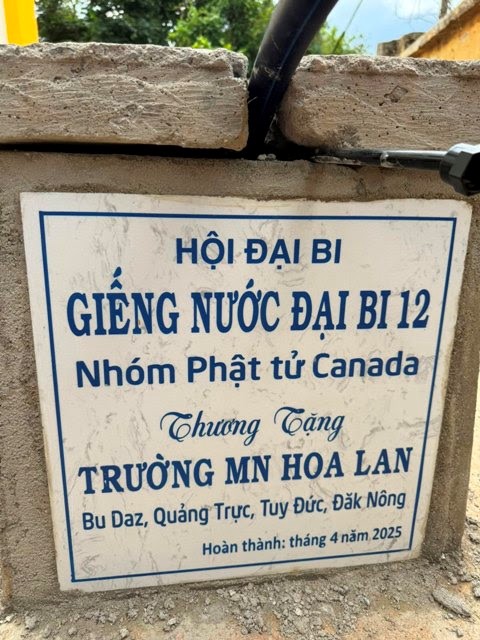 HỘI ĐẠI BI
GIẾNG NƯỚC ĐẠI BI 12
Nhóm Phật tử Canada
Thương Tặng
TRƯỜNG MN HOA LAN
Bu Daz, Quảng Trực, Tuy Đức, Đăk Nông
Hoàn thành: tháng 4 năm 2025